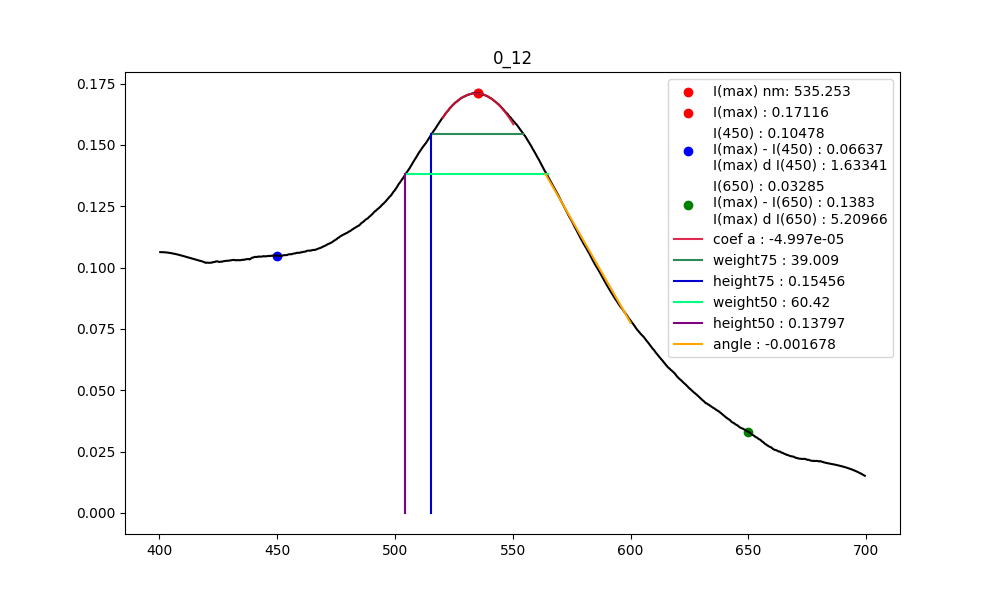 0_12
0.175
0.150
0.125
0.100
0.075
0.050
0.025
0.000
400
450
500
550
600
650
700
I(max) nm: 535.253
I(max) : 0.17116
I(450) : 0.10478
I(max) - I(450) : 0.06637
I(max) d I(450) : 1.63341
I(650) : 0.03285
I(max) - I(650) : 0.1383
I(max) d I(650) : 5.20966
coef a : -4.997e-05
weight75 : 39.009
height75 : 0.15456
weight50 : 60.42
height50 : 0.13797
angle : -0.001678